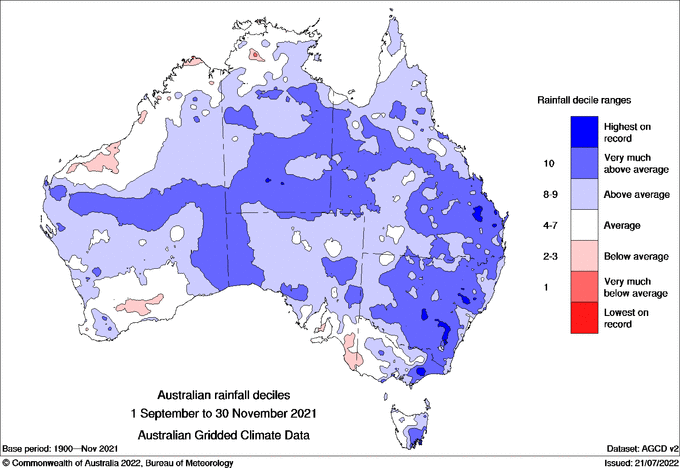 Rainfall decile ranges
Highest on
record
10
Very much
above average
8-9
Above average
4-7
Average
2-3
Below average
1
Very much
below average
Lowest on
record
Australian rainfall deciles
1 September to 30 November 2021
Australian Gridded Climate Data
Base period: 1900—Nov 2021
Dataset: AGCD v2
© Commonwealth of Australia 2022, Bureau of Meteorology
Issued: 21/07/2022